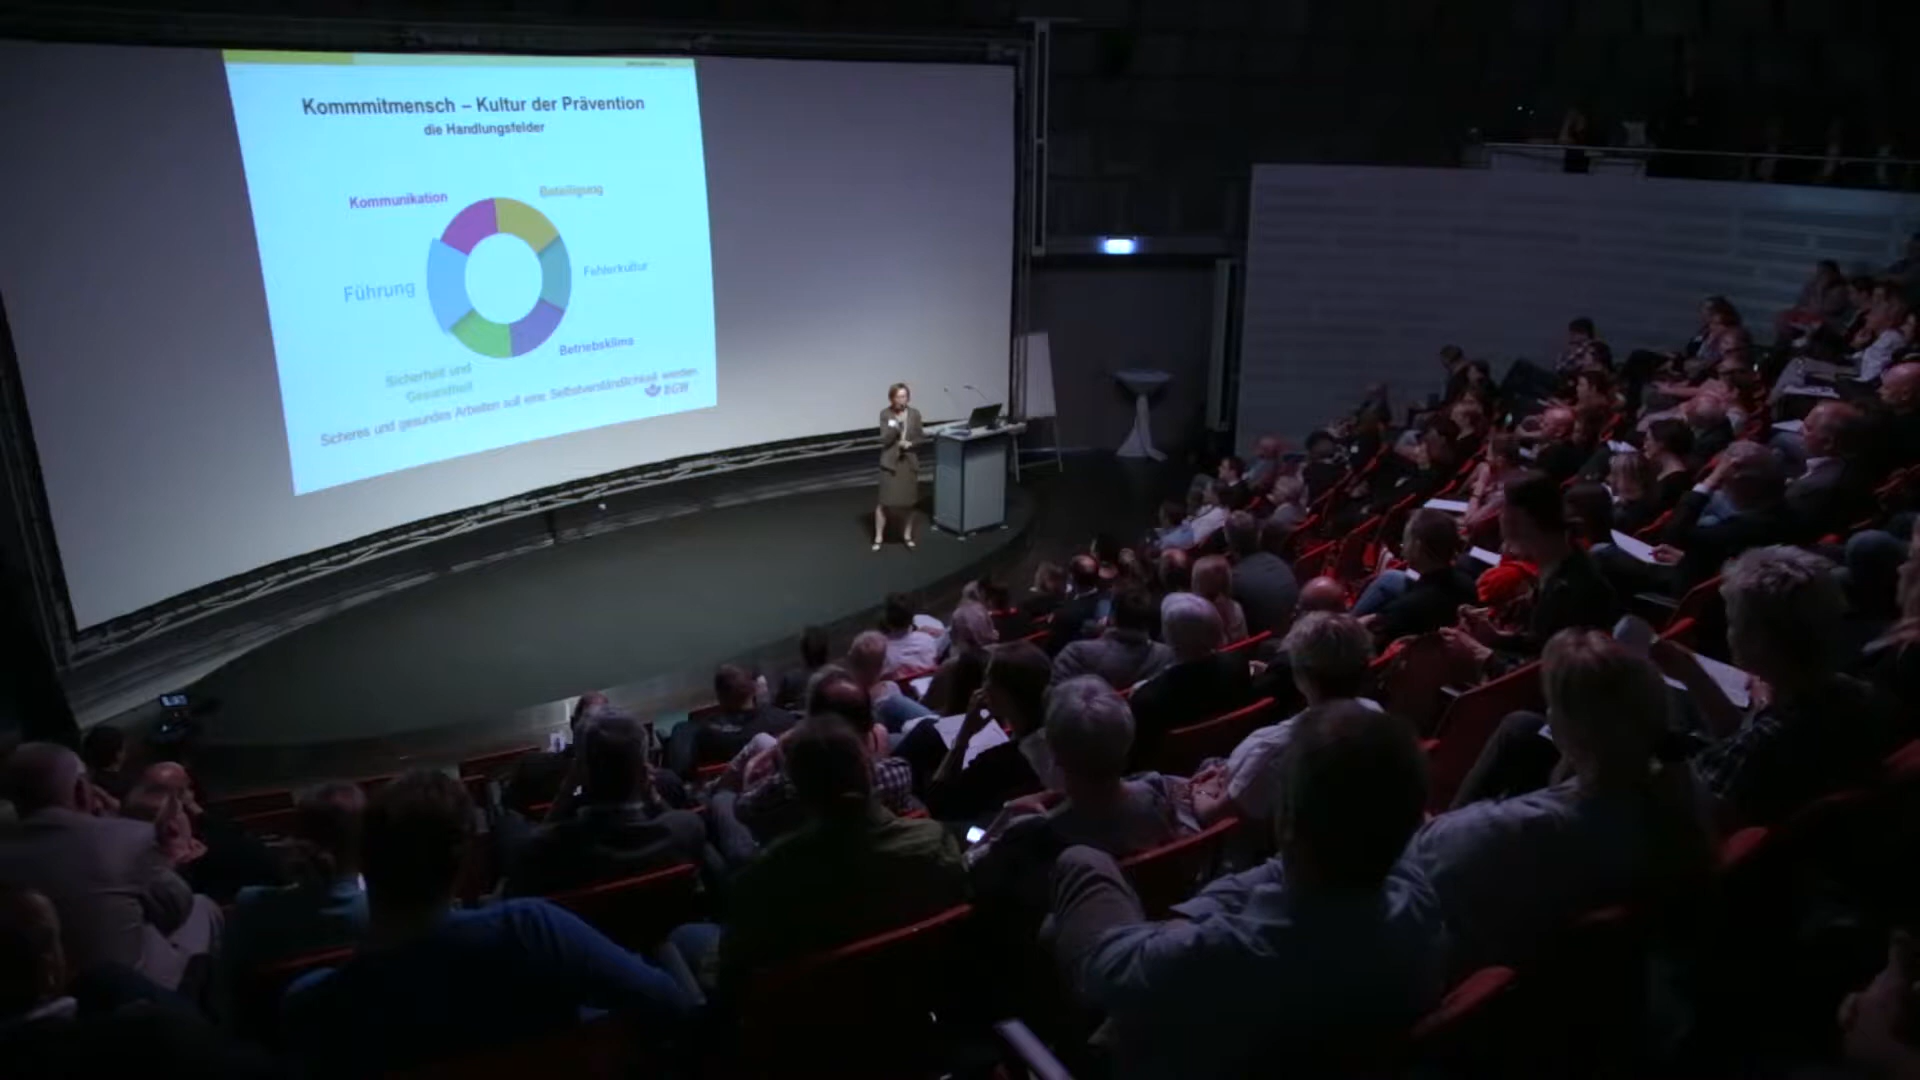 Kommmitmensch – Kultur der Prävention
die Handlungsfelder
Kommunikation
Beteiligung
Fehlerkultur
Führung
Betriebsklima
Sicherheit und
Gesundheit
Sicheres und gesundes Arbeiten soll eine Selbstverständlichkeit werden
BGW